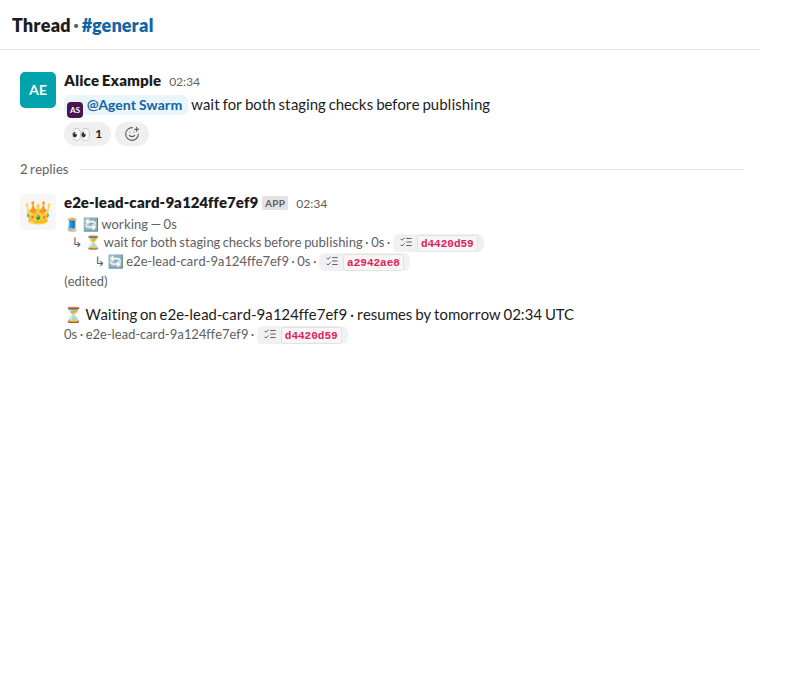 Thread · #general
AE
Alice Example 02:34
AS @Agent Swarm wait for both staging checks before publishing
👀 1
2 replies
e2e-lead-card-9a124ffe7ef9 APP 02:34
🧵 🔄 working — 0s
↳ ⏳ wait for both staging checks before publishing · 0s · d4420d59
↳ 🔄 e2e-lead-card-9a124ffe7ef9 · 0s · a2942ae8
(edited)
⏳ Waiting on e2e-lead-card-9a124ffe7ef9 · resumes by tomorrow 02:34 UTC
0s · e2e-lead-card-9a124ffe7ef9 · d4420d59